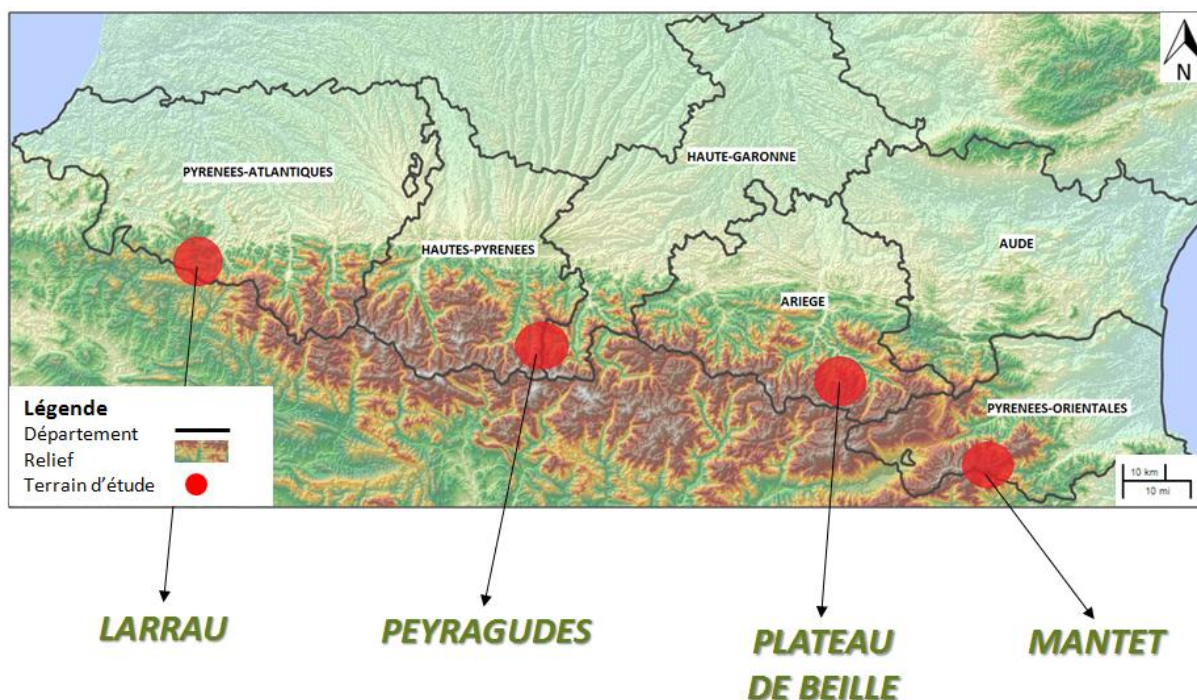 N
PYRENEES-ATLANTIQUES
HAUTE-GARONNE
HAUTES-PYRENEES
AUDE
ARIEGE
PYRENEES-ORIENTALES
Légende
Département
Relief
Terrain d'étude
10 km
10 mi
LARRAU
PEYRAGUDES
PLATEAU
DE BEILLE
MANTET